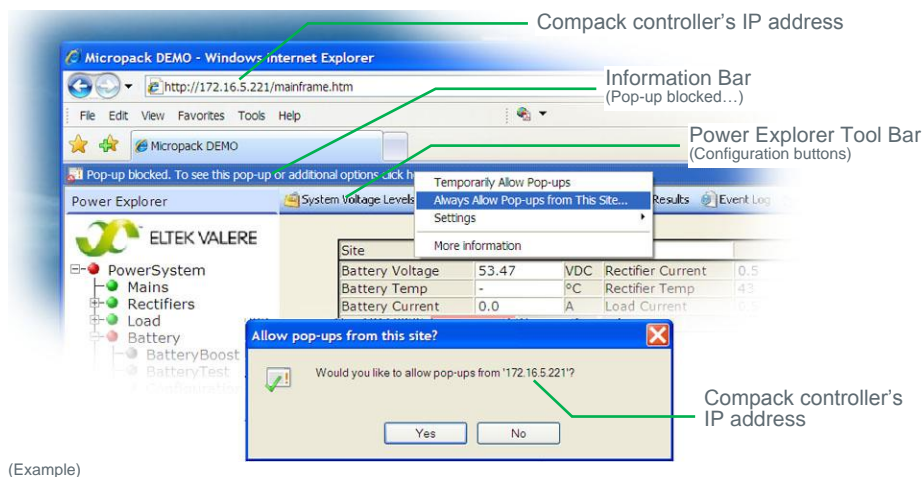 Compack controller's IP address
Micropack DEMO - Windows Internet Explorer
http://172.16.5.221/mainframe.htm
Information Bar
(Pop-up blocked…)
File Edit View Favorites Tools Help
Micropack DEMO
Power Explorer Tool Bar
(Configuration buttons)
Pop-up blocked. To see this pop-up or additional options click
Temporarily Allow Pop-ups
Always Allow Pop-ups from This Site...
Settings
More information
Power Explorer
System Voltage Levels
Results
Event Log
ELTEK VALERE
Site
PowerSystem
Battery Voltage 53.47 VDC Rectifier Current 0.5
Mains
Battery Temp - °C Rectifier Temp 43
Rectifiers
Battery Current 0.0 A Load Current 0.5
Load
Battery
BatteryBoost
BatteryTest
Allow pop-ups from this site?
Would you like to allow pop-ups from '172.16.5.221'?
Yes No
Compack controller's
IP address
(Example)